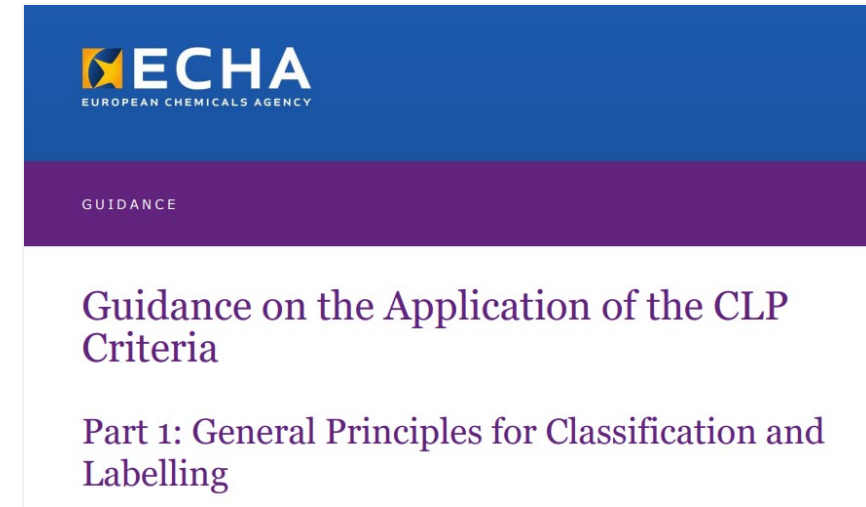 ECHA
EUROPEAN CHEMICALS AGENCY
GUIDANCE
Guidance on the Application of the CLP
Criteria
Part 1: General Principles for Classification and
Labelling